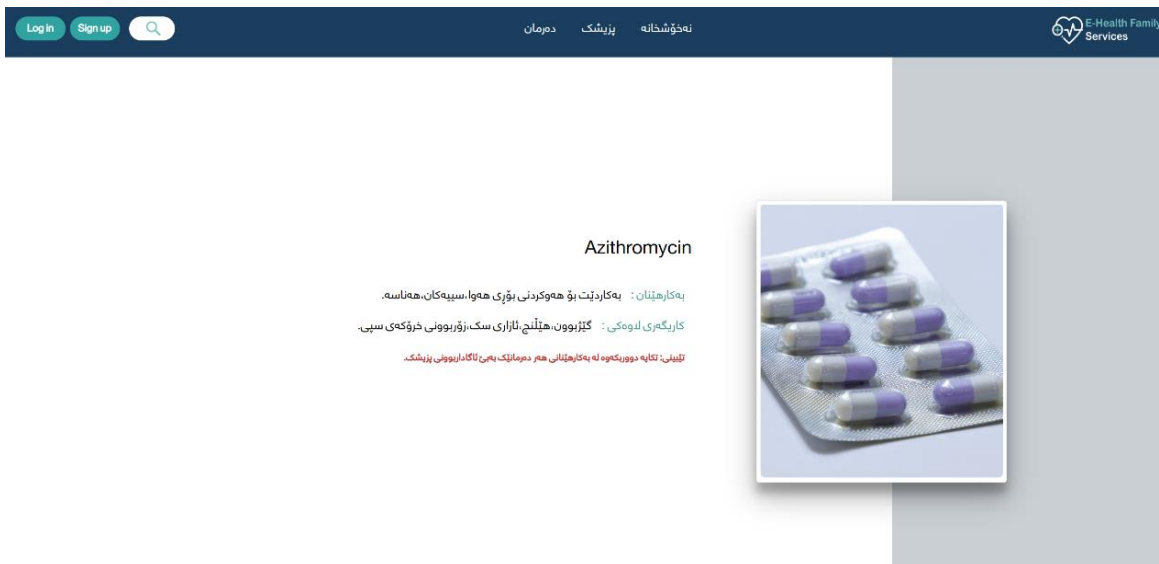 Log in
Sign up
نەخۆشخانە
پزیشک
دەرمان
E-Health Family
Services
Azithromycin
بەکارهێنان : بەکاردێت بۆ هەوکردنی بۆڕی هەوا،سییەکان،هەناسە.
کاریگەری لاوەکی : گێژبوون،هێڵنج،ئازاری سک،زۆربوونی خرۆکەی سپی.
تێبینی: تکایە دووربکەوە لە بەکارهێنانی هەر دەرمانێک بەبێ ئاگاداربوونی پزیشک.